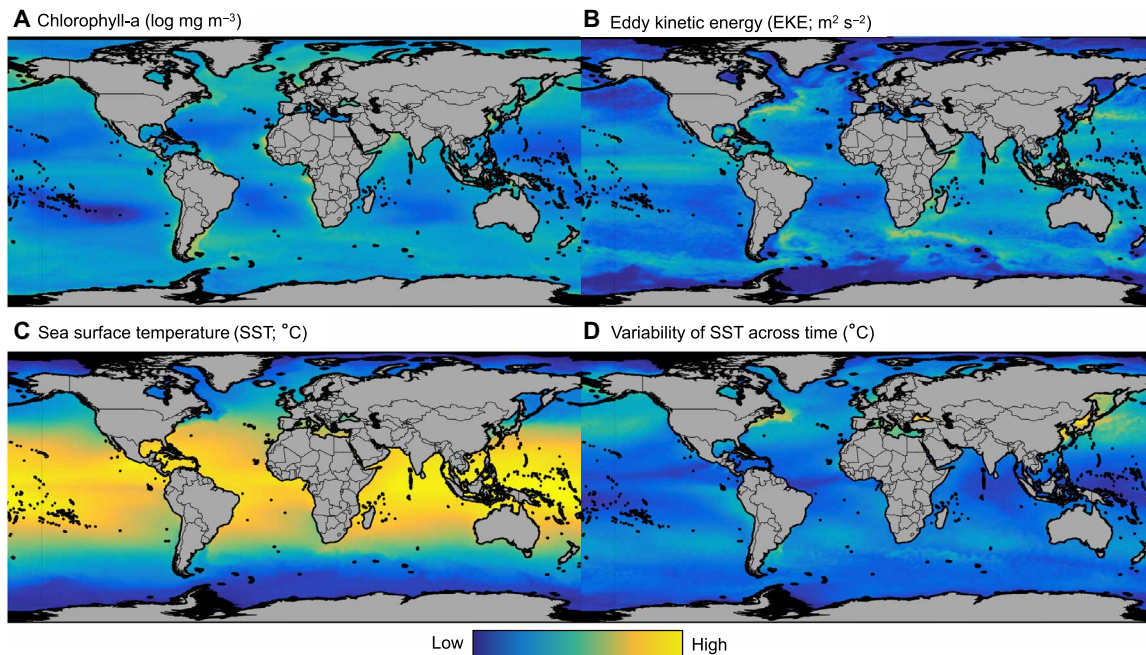 A Chlorophyll-a (log mg m⁻³)
B Eddy kinetic energy (EKE; m² s⁻²)
C Sea surface temperature (SST; °C)
D Variability of SST across time (°C)
Low High